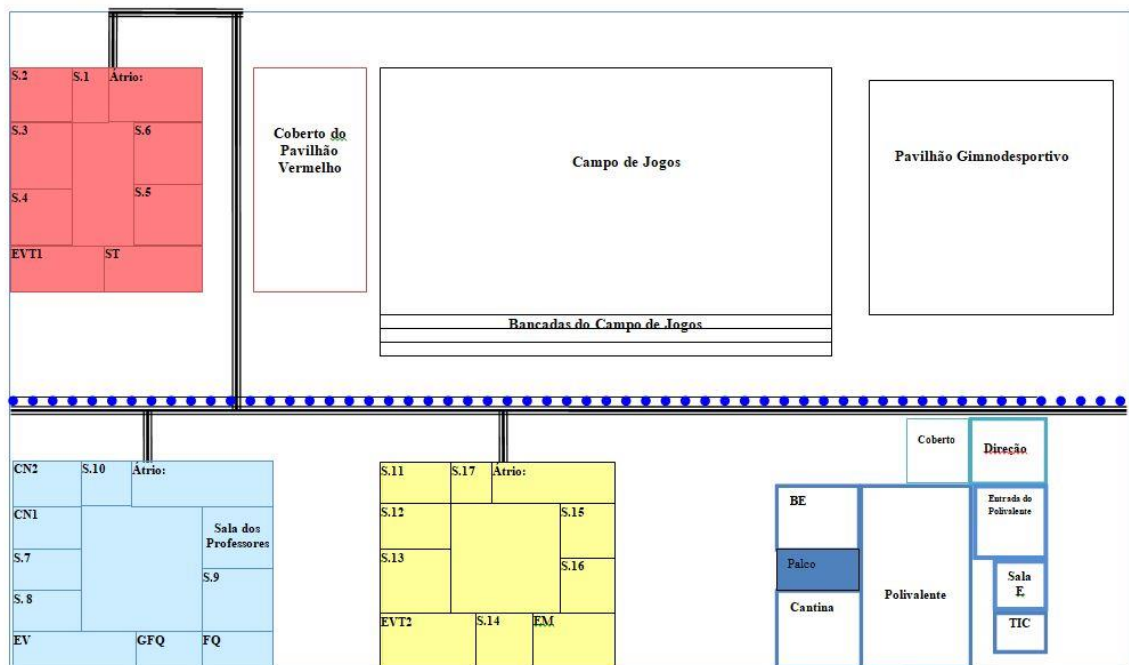 S.2
S.1
Átrio:
S.3
S.6
S.4
S.5
EVT1
ST
Coberto do
Pavilhão
Vermelho
Campo de Jogos
Bancadas do Campo de Jogos
Pavilhão Gimnodesportivo
CN2
S.10
Átrio:
CN1
Sala dos
Professores
S.7
S.9
S. 8
EV
GFQ
FQ
S.11
S.17
Átrio:
S.12
S.15
S.13
S.16
EVT2
S.14
EM
Coberto
Direção
BE
Entrada do
Polivalente
Palco
Polivalente
Sala
E
Cantina
TIC